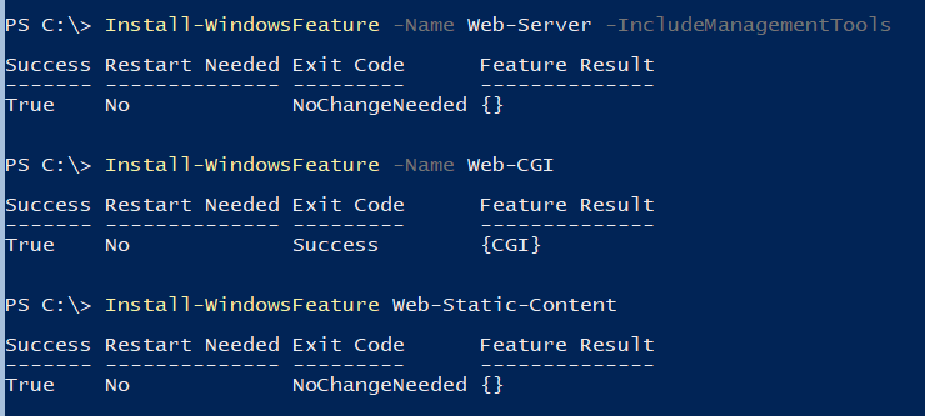 PS C:\> Install-WindowsFeature -Name Web-Server -IncludeManagementTools
Success Restart Needed Exit Code      Feature Result
------- -------------- ---------      --------------
True    No             NoChangeNeeded {}
PS C:\> Install-WindowsFeature -Name Web-CGI
Success Restart Needed Exit Code      Feature Result
------- -------------- ---------      --------------
True    No             Success        {CGI}
PS C:\> Install-WindowsFeature Web-Static-Content
Success Restart Needed Exit Code      Feature Result
------- -------------- ---------      --------------
True    No             NoChangeNeeded {}